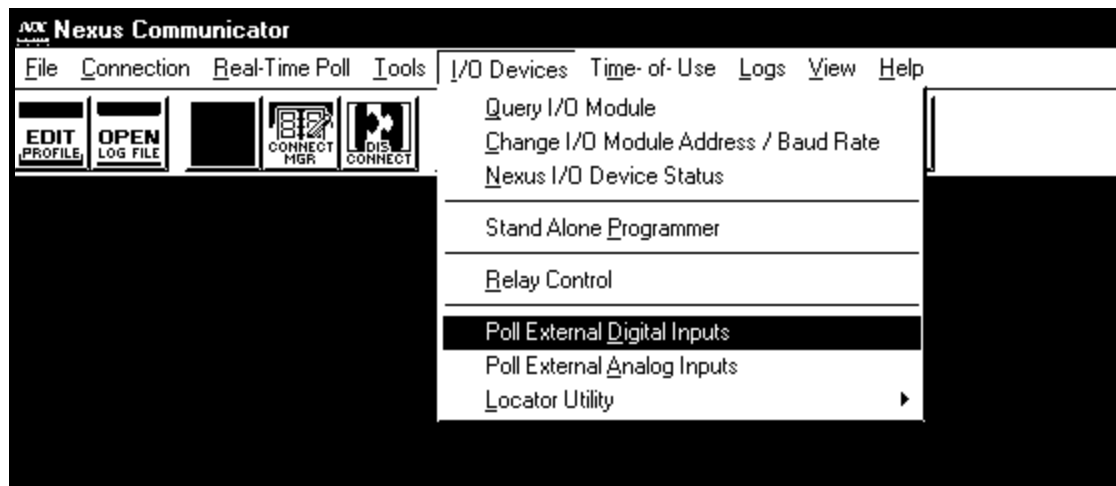 Nexus Communicator
File Connection Real-Time Poll Tools I/O Devices Time- of- Use Logs View Help
EDIT PROFILE OPEN LOG FILE CONNECT MGR DIS CONNECT
Query I/O Module
Change I/O Module Address / Baud Rate
Nexus I/O Device Status
Stand Alone Programmer
Relay Control
Poll External Digital Inputs
Poll External Analog Inputs
Locator Utility